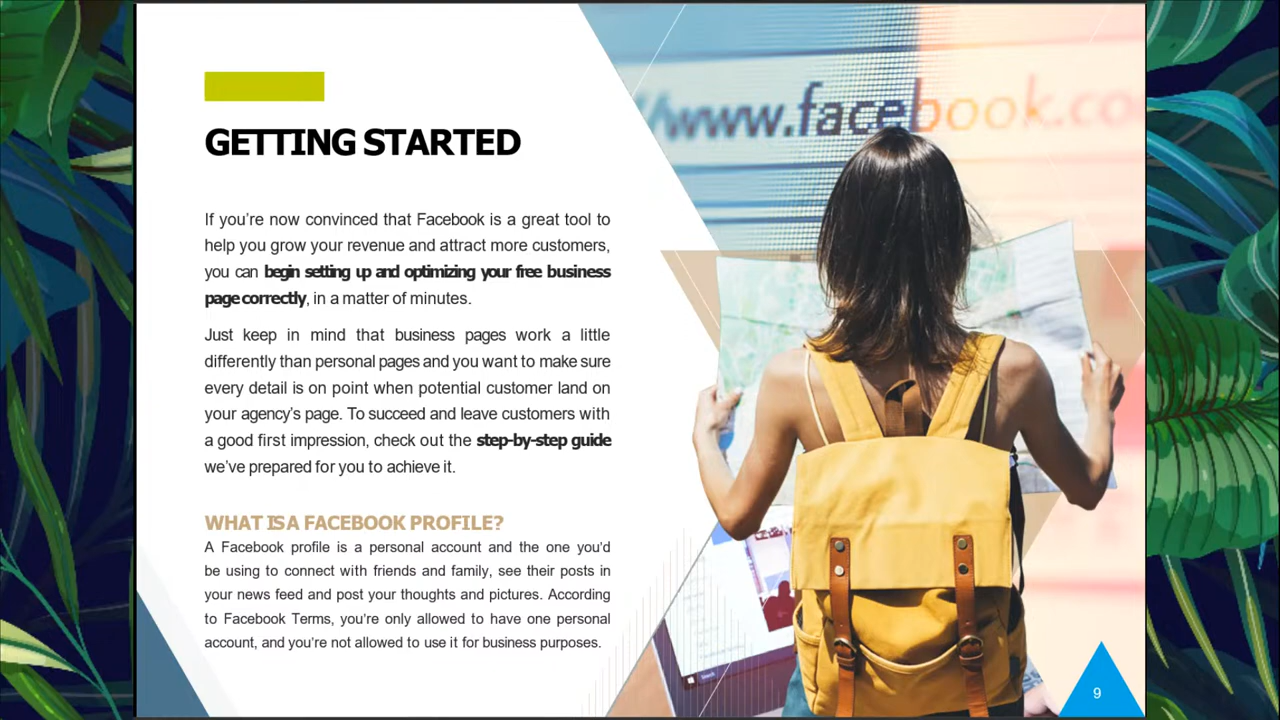 //www.facebook.co
GETTING STARTED
If you're now convinced that Facebook is a great tool to
help you grow your revenue and attract more customers,
you can begin setting up and optimizing your free business
page correctly, in a matter of minutes.
Just keep in mind that business pages work a little
differently than personal pages and you want to make sure
every detail is on point when potential customer land on
your agency's page. To succeed and leave customers with
a good first impression, check out the step-by-step guide
we've prepared for you to achieve it.
WHAT IS A FACEBOOK PROFILE?
A Facebook profile is a personal account and the one you'd
be using to connect with friends and family, see their posts in
your news feed and post your thoughts and pictures. According
to Facebook Terms, you're only allowed to have one personal
account, and you're not allowed to use it for business purposes.
9